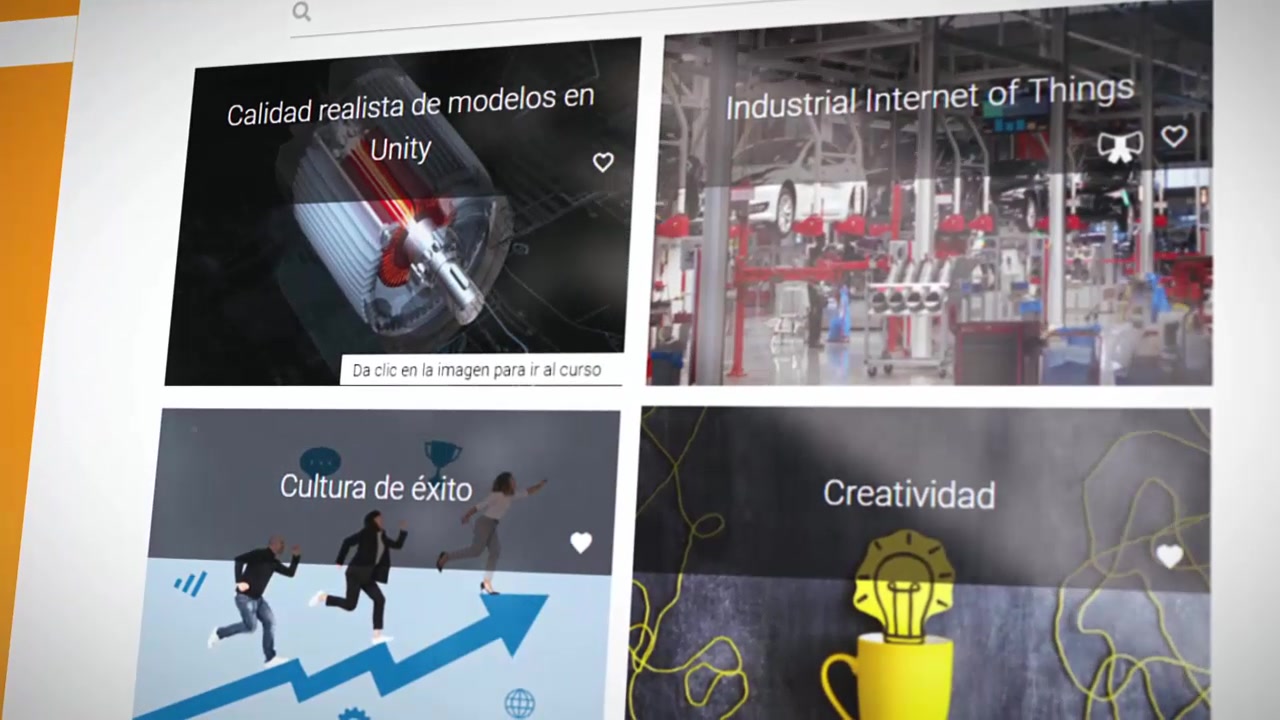 Calidad realista de modelos en
Unity
Industrial Internet of Things
Da clic en la imagen para ir al curso
Cultura de éxito
Creatividad